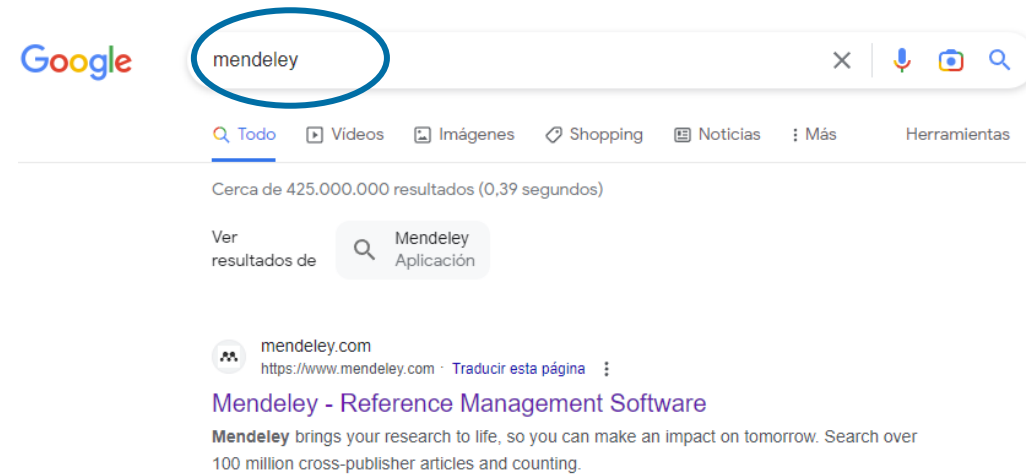 Google mendeley
Todo Vídeos Imágenes Shopping Noticias Más Herramientas
Cerca de 425.000.000 resultados (0,39 segundos)
Ver
resultados de
Mendeley
Aplicación
mendeley.com
https://www.mendeley.com · Traducir esta página
Mendeley - Reference Management Software
Mendeley brings your research to life, so you can make an impact on tomorrow. Search over
100 million cross-publisher articles and counting.